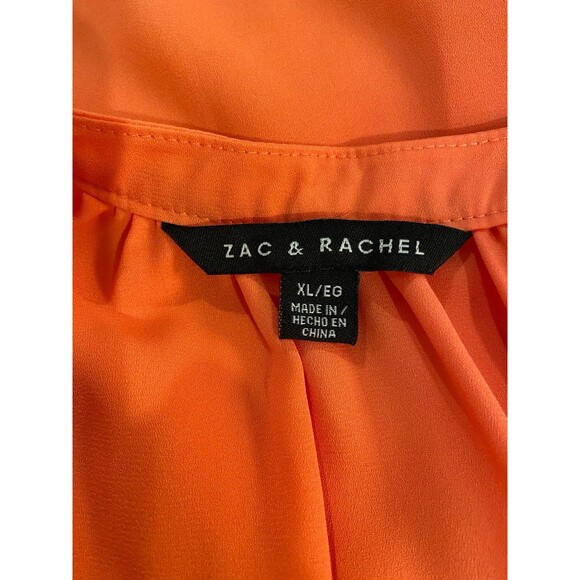 ZAC & RACHEL
XL/EG
MADE IN/
HECHO EN
CHINA